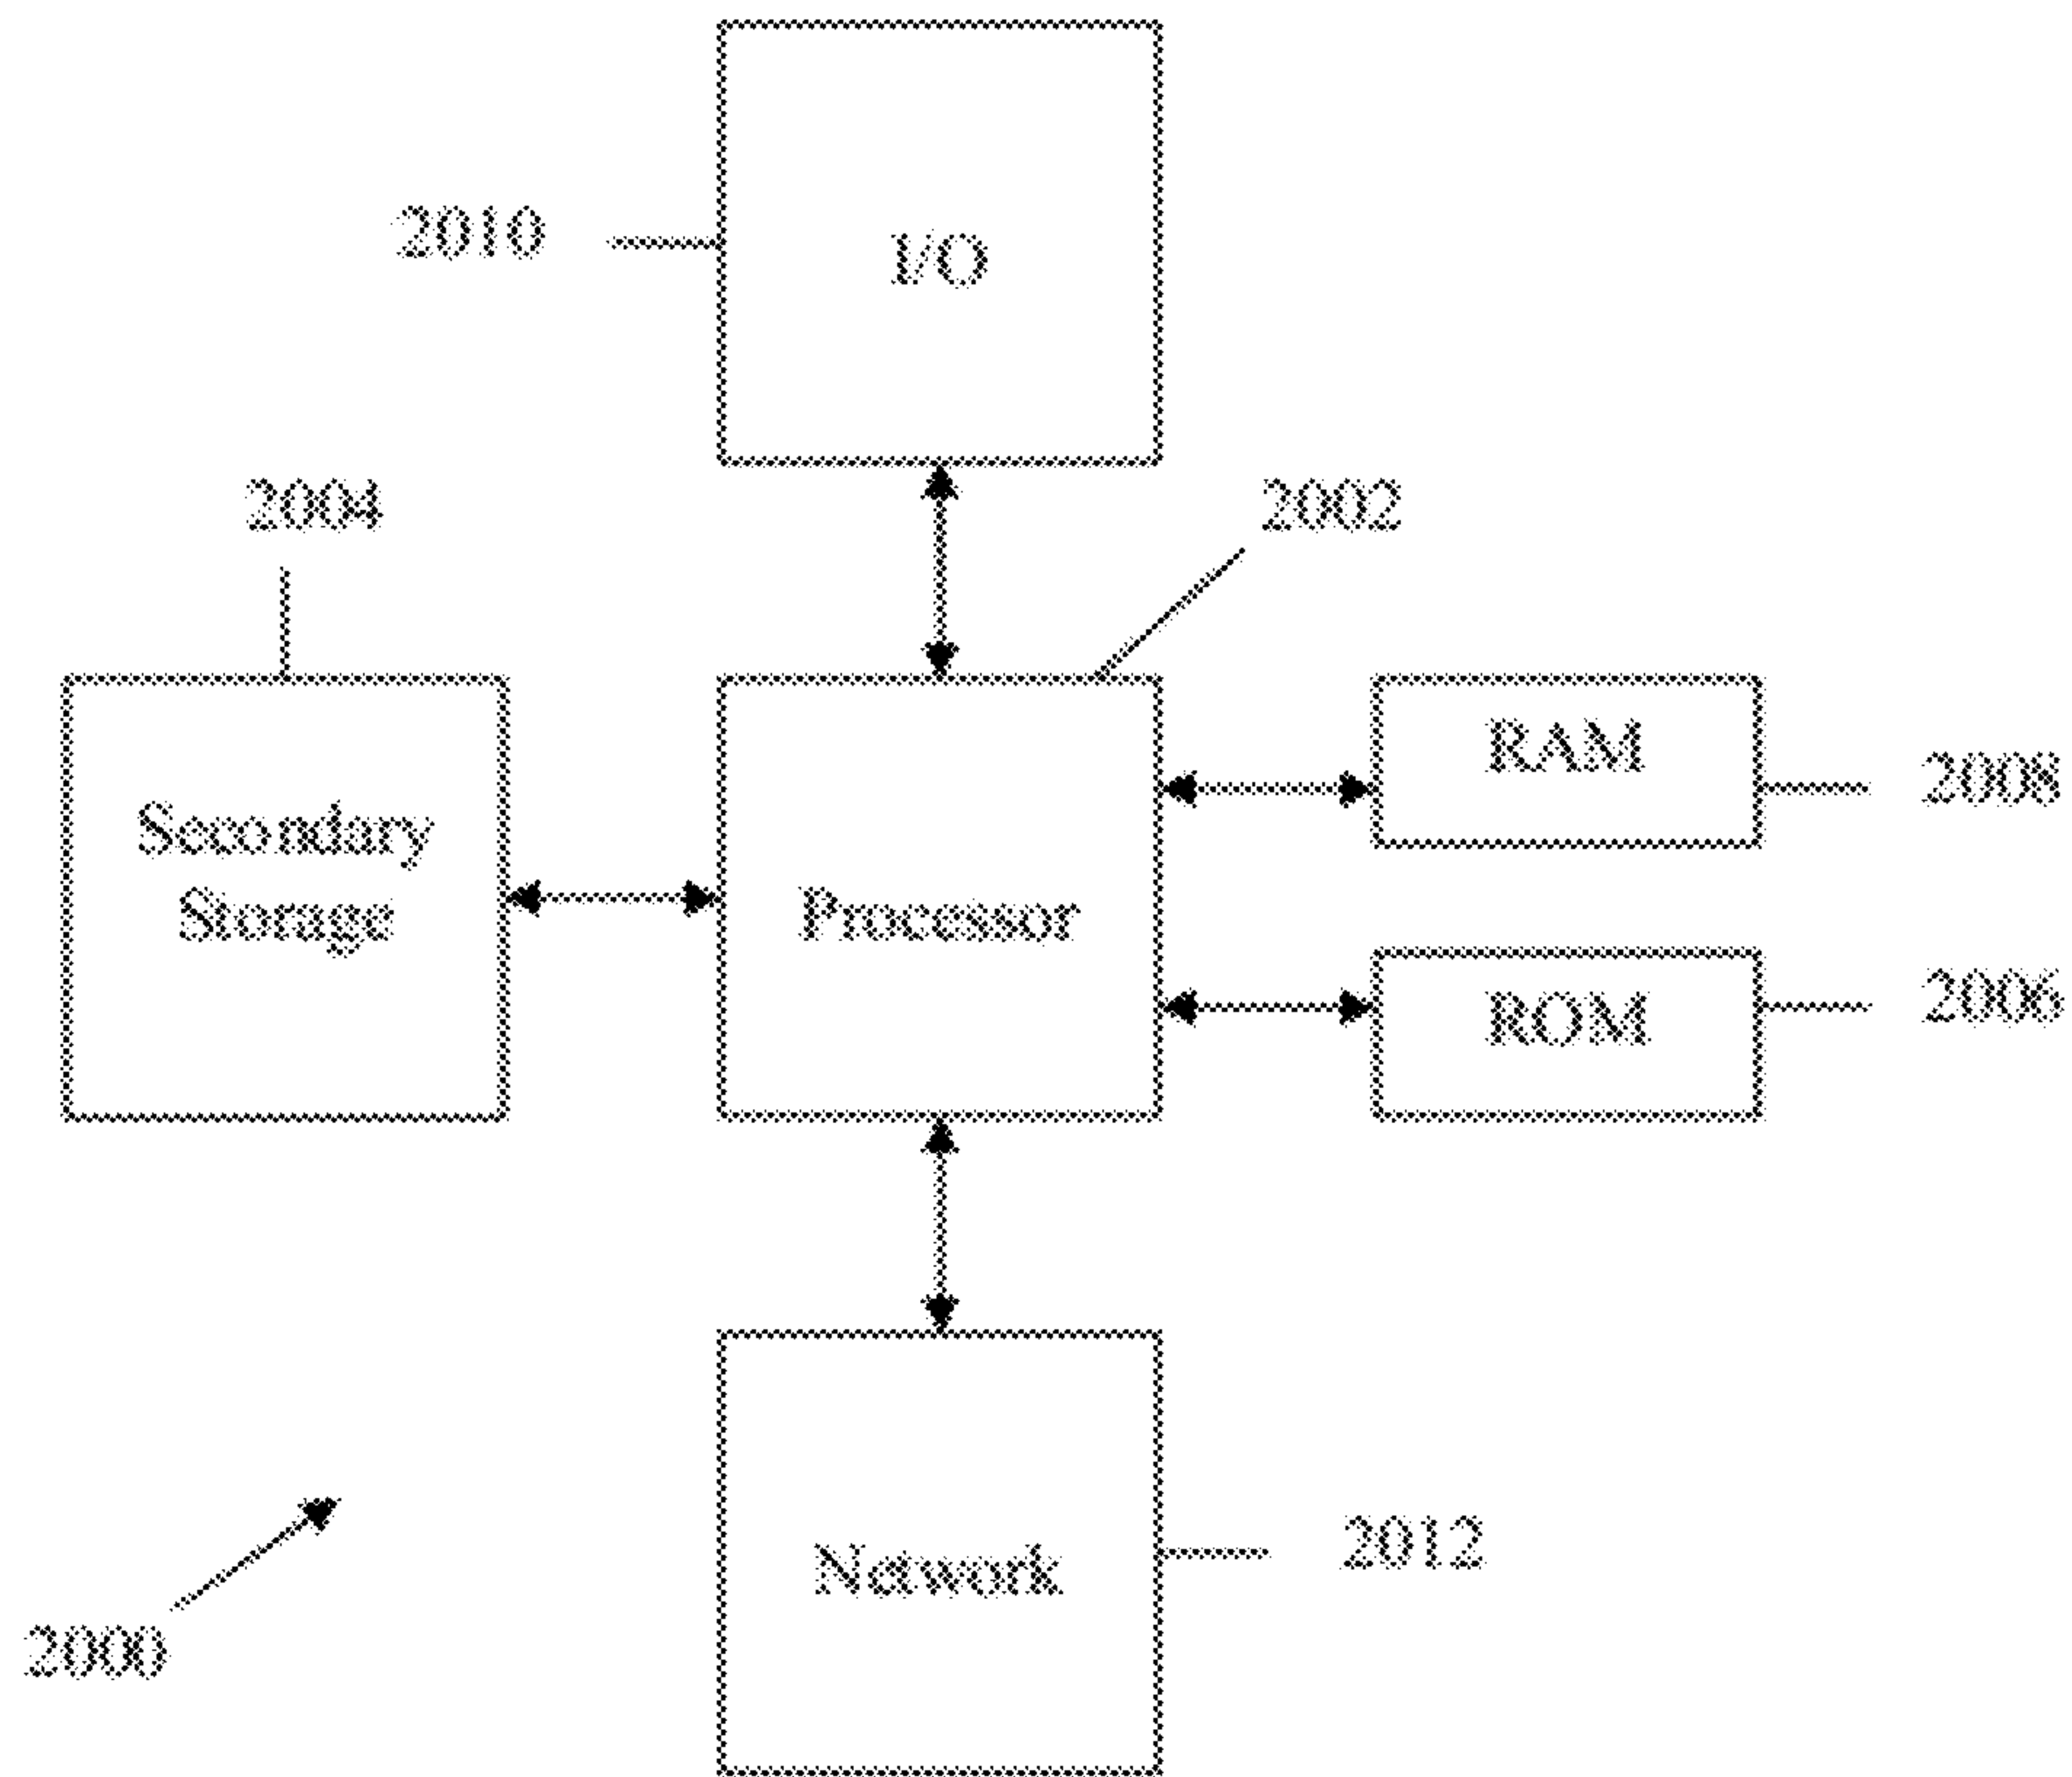 2010
I/O
2004
2002
RAM
2008
Secondary
Storage
Processor
ROM
2006
Network
2012
2000